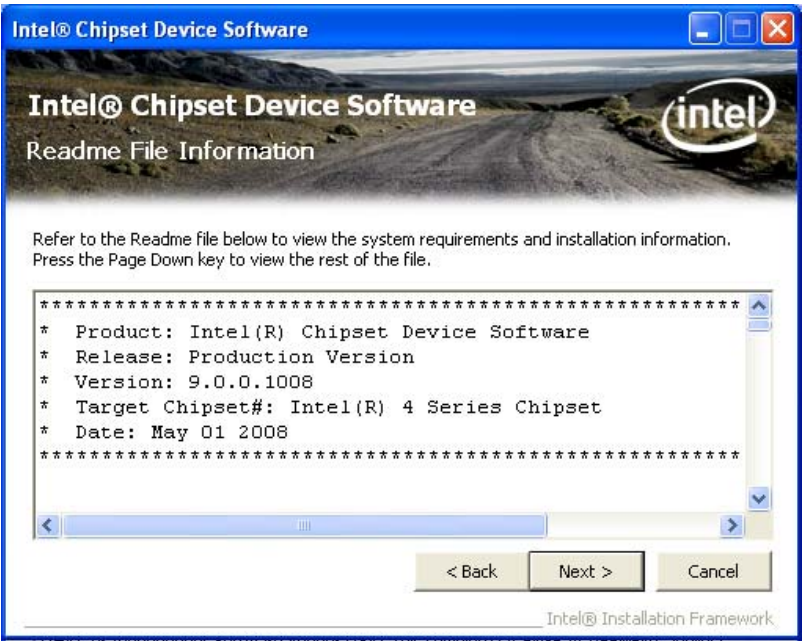 Intel® Chipset Device Software
Intel® Chipset Device Software
intel
Readme File Information
Refer to the Readme file below to view the system requirements and installation information.
Press the Page Down key to view the rest of the file.
*********************************************************
* Product: Intel(R) Chipset Device Software
* Release: Production Version
* Version: 9.0.0.1008
* Target Chipset#: Intel(R) 4 Series Chipset
* Date: May 01 2008
*********************************************************
< Back Next > Cancel
Intel® Installation Framework